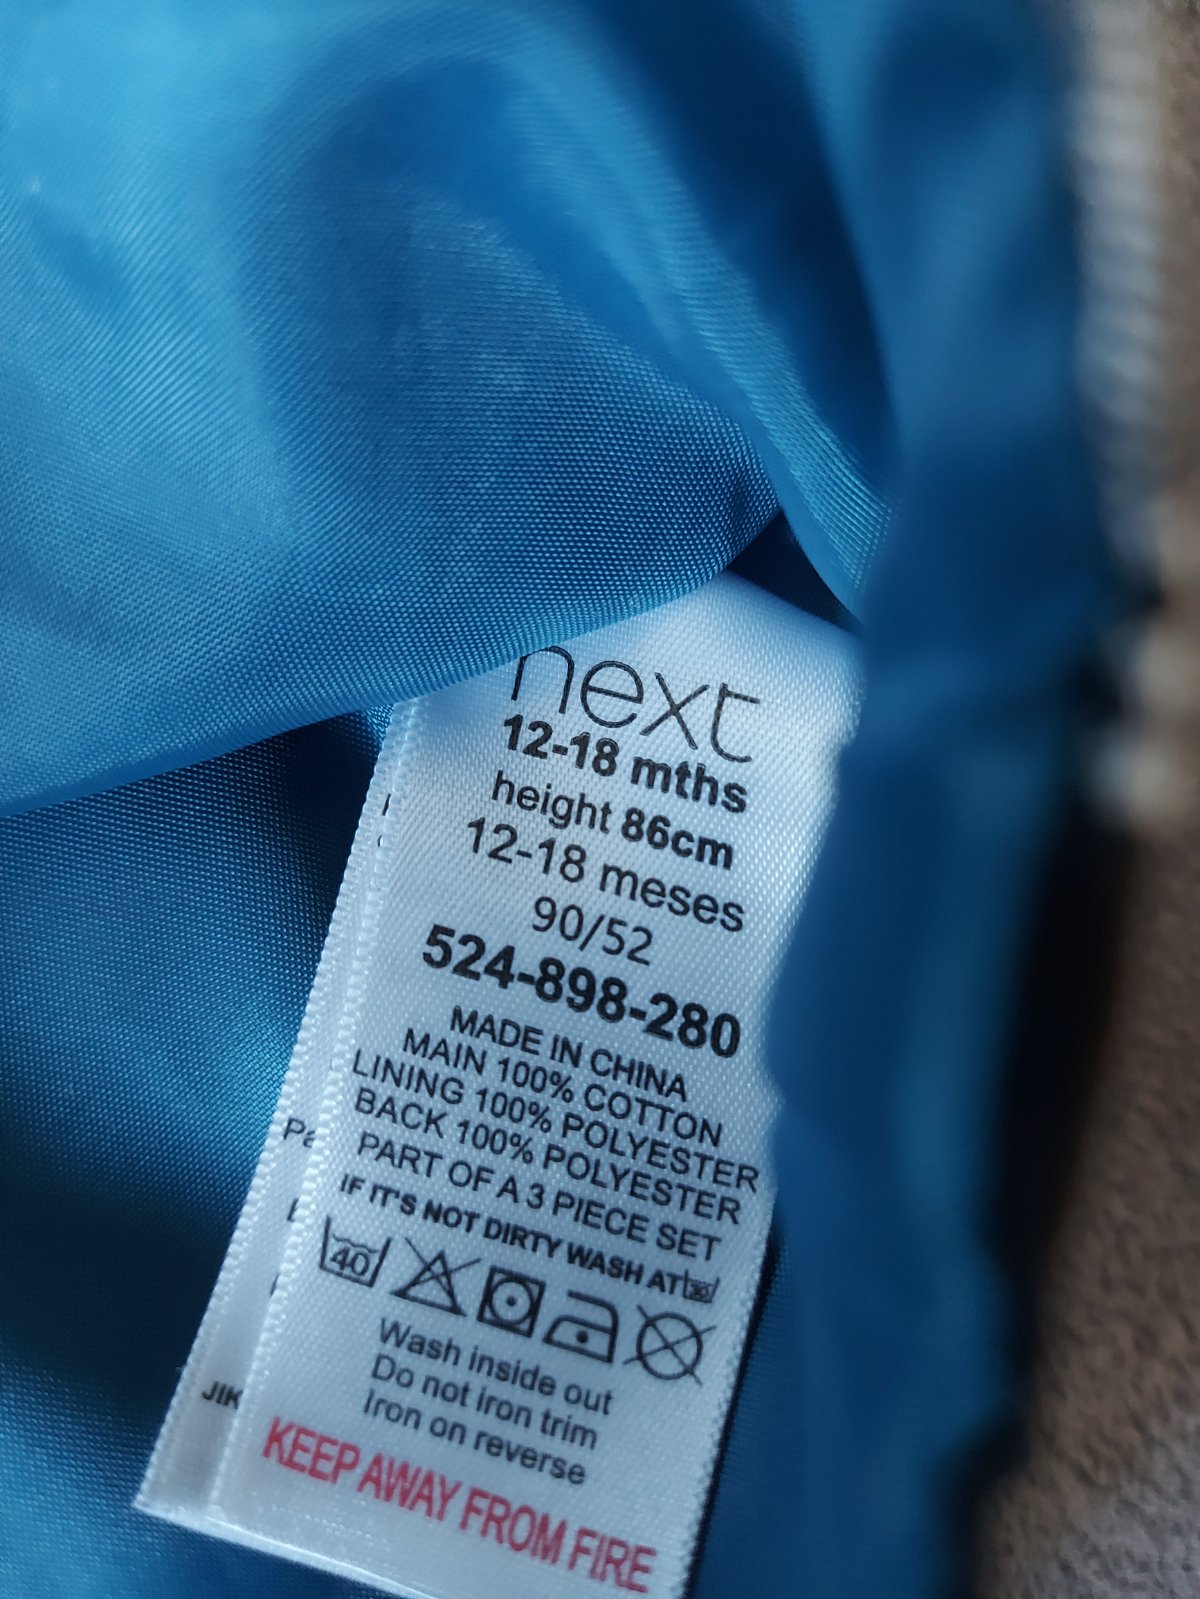 next
12-18 mths
height 86cm
12-18 meses
90/52
524-898-280
MADE IN CHINA
MAIN 100% COTTON
LINING 100% POLYESTER
BACK 100% POLYESTER
PART OF A 3 PIECE SET
IF IT'S NOT DIRTY WASH AT 30
40
Wash inside out
Do not iron trim
Iron on reverse
KEEP AWAY FROM FIRE
JIK